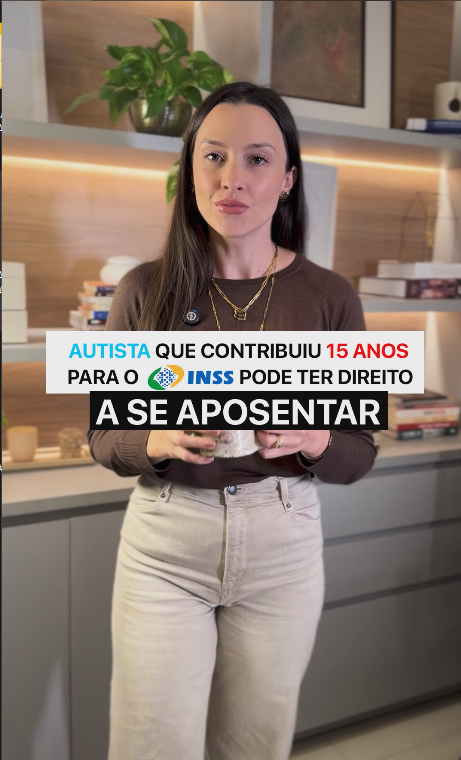 AUTISTA QUE CONTRIBUIU 15 ANOS
PARA O INSS PODE TER DIREITO
A SE APOSENTAR